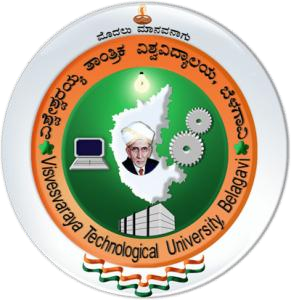 ಮೊದಲು ಮಾನವನಾಗು
ವಿಶ್ವೇಶ್ವರಯ್ಯ ತಾಂತ್ರಿಕ ವಿಶ್ವವಿದ್ಯಾಲಯ, ಬೆಳಗಾವಿ
Visvesvaraya Technological University, Belagavi